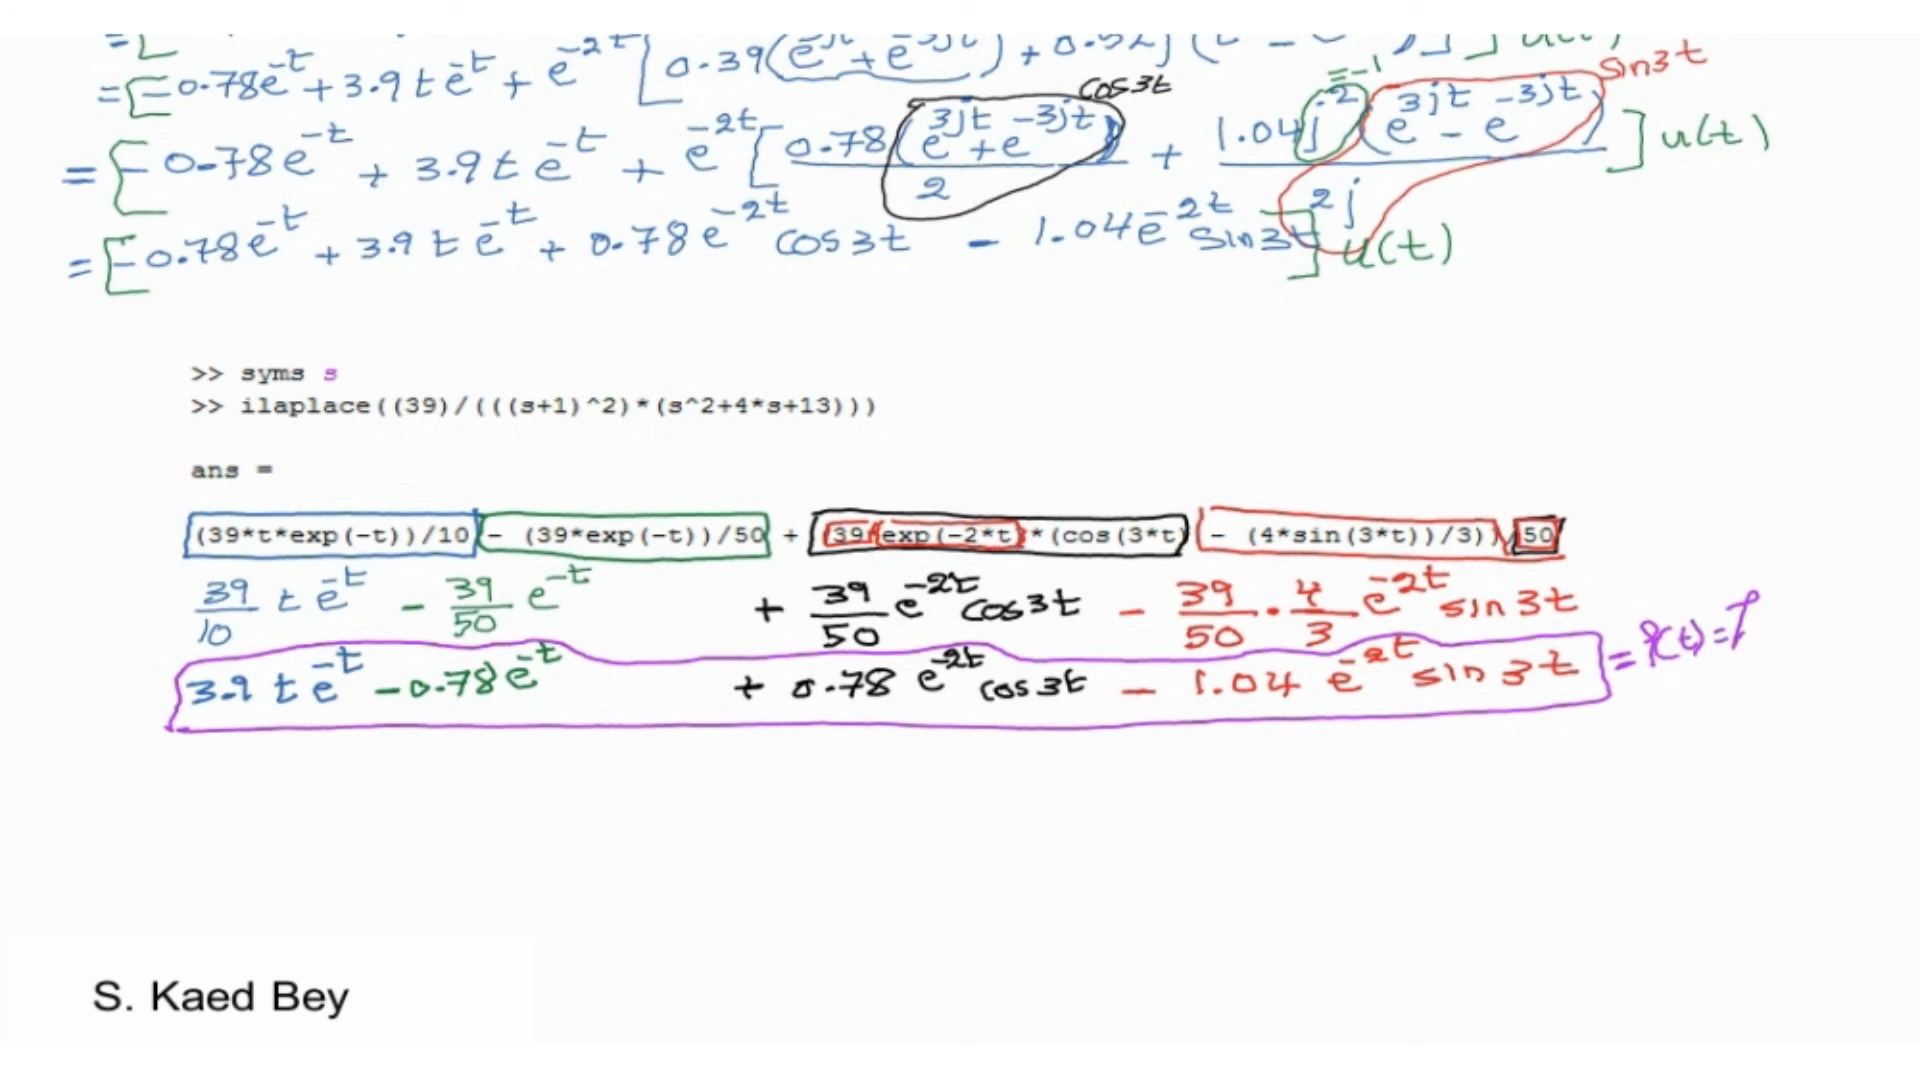 = [-0.78e^-t + 3.9te^-t + e^-2t [0.39(
= [-0.78e^-t + 3.9te^-t + e^-2t [0.78(e^3jt + e^-3jt)/2 cos3t + 1.04j^2 =-1 (e^3jt - e^-3jt)/2j sin3t ] u(t)
= [-0.78e^-t + 3.9te^-t + 0.78e^-2t cos3t - 1.04e^-2t sin3t] u(t)
>> syms s
>> ilaplace((39)/(((s+1)^2)*(s^2+4*s+13)))
ans =
(39*t*exp(-t))/10 - (39*exp(-t))/50 + (39*exp(-2*t)*(cos(3*t) - (4*sin(3*t))/3))/50
39/10 te^-t - 39/50 e^-t + 39/50 e^-2t cos3t - 39/50 . 4/3 e^-2t sin3t
3.9te^-t - 0.78e^-t + 0.78e^-2t cos3t - 1.04e^-2t sin3t
S. Kaed Bey